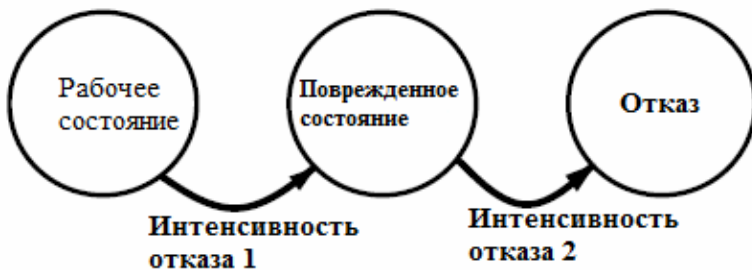 Рабочее
состояние
Поврежденное
состояние
Отказ
Интенсивность
отказа 1
Интенсивность
отказа 2